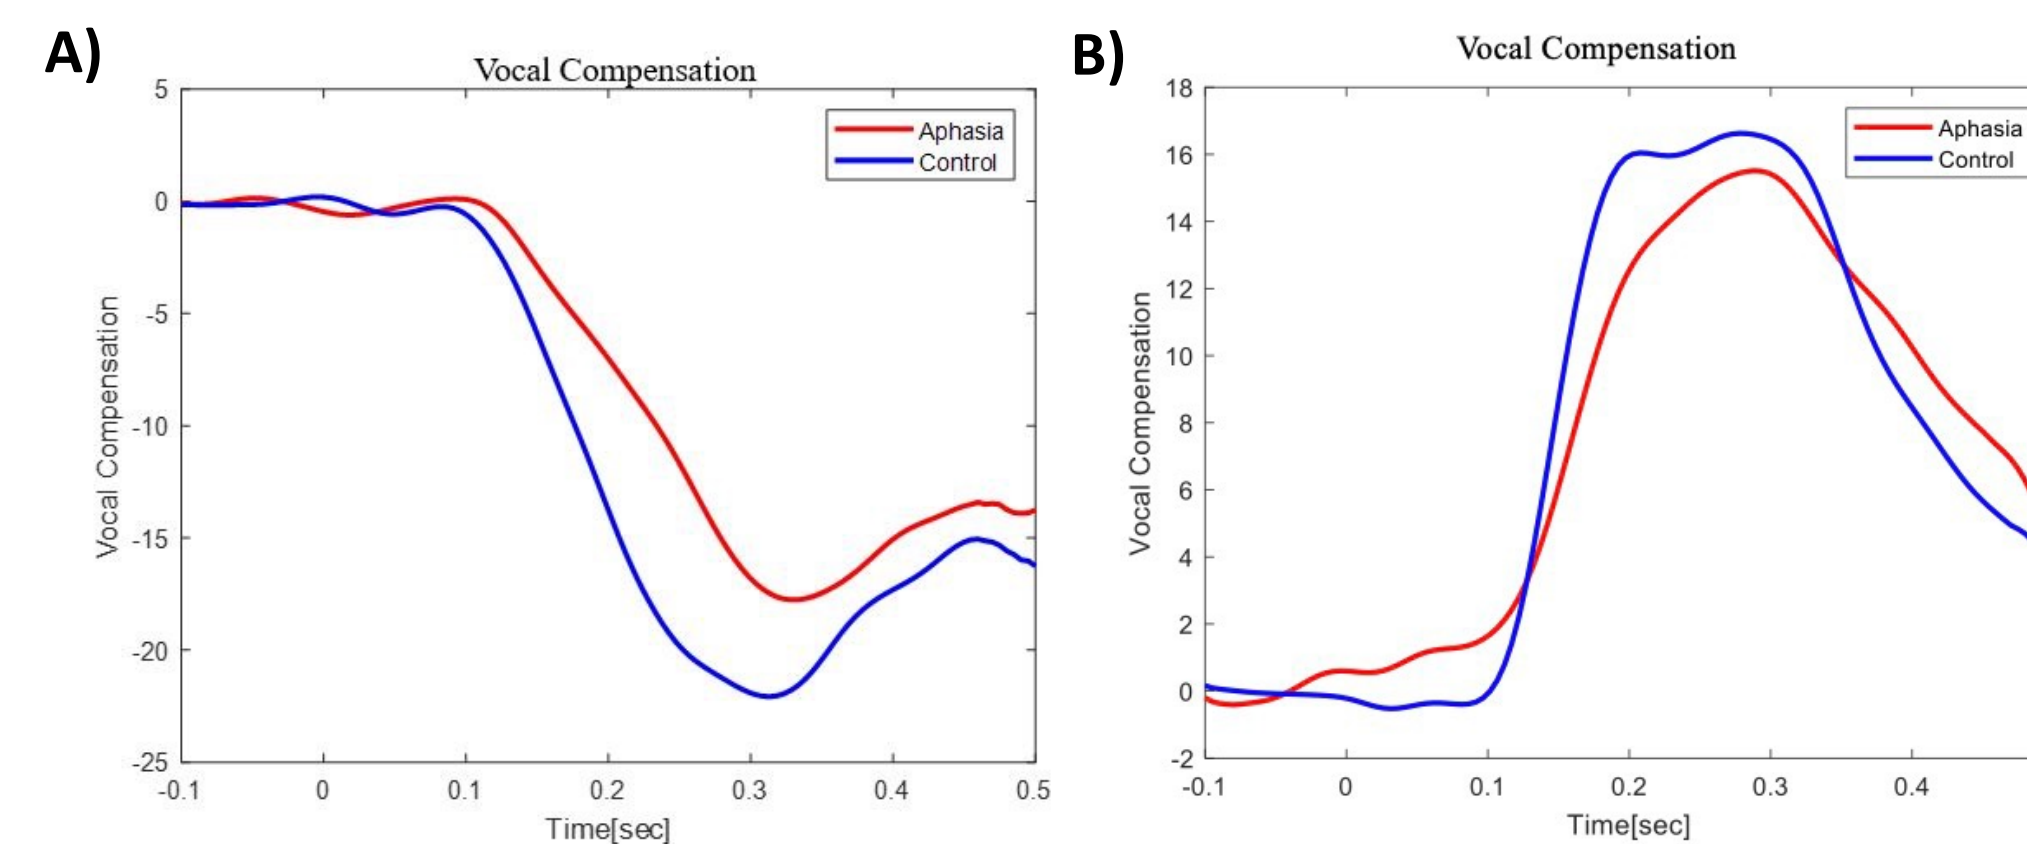 A)
Vocal Compensation
5
0
-5
-10
-15
-20
-25
Vocal Compensation
Aphasia
Control
-0.1 0 0.1 0.2 0.3 0.4 0.5
Time[sec]
B)
Vocal Compensation
18
16
14
12
10
8
6
4
2
0
-2
Vocal Compensation
Aphasia
Control
-0.1 0 0.1 0.2 0.3 0.4
Time[sec]